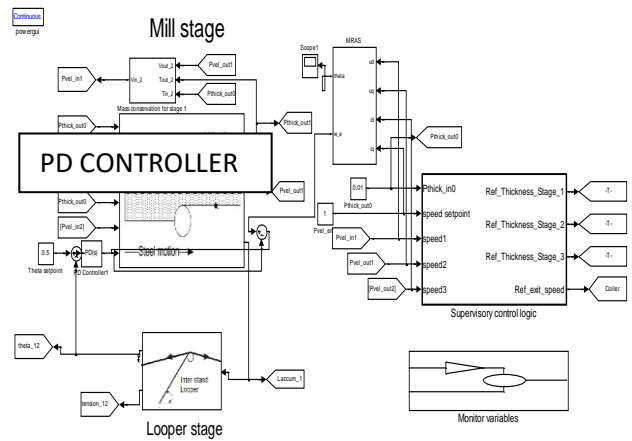 Continuous
powergui
Mill stage
MRAS
Scope1
Pvel_in1
Vin_2
Vout_2
Tout_2
Tin_2
Pvel_out1
Pthick_out0
Mass conservation for stage 1
theta
w_e
ud
uq
id
iq
Pthick_out0
Pthick_out1
Pthick_out0
PD CONTROLLER
Pthick_out0
Pvel_out1
[Pvel_in2]
Steel motion
0.5
Theta setpoint
PD(s)
PD Controller1
0.01
Pthick_out0
1
Pvel_in1
Pvel_out1
[Pvel_out2]
Pthick_in0
speed setpoint
speed1
speed2
speed3
Ref_Thickness_Stage_1
Ref_Thickness_Stage_2
Ref_Thickness_Stage_3
Ref_exit_speed
-T-
-T-
-T-
Coiler
Supervisory control logic
theta_12
tension_12
Inter stand
Looper
Laccum_1
Looper stage
Monitor variables